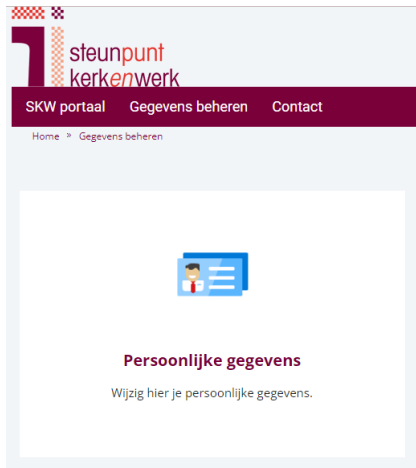 steunpunt
kerkenwerk
SKW portaal Gegevens beheren Contact
Home » Gegevens beheren
Persoonlijke gegevens
Wijzig hier je persoonlijke gegevens.